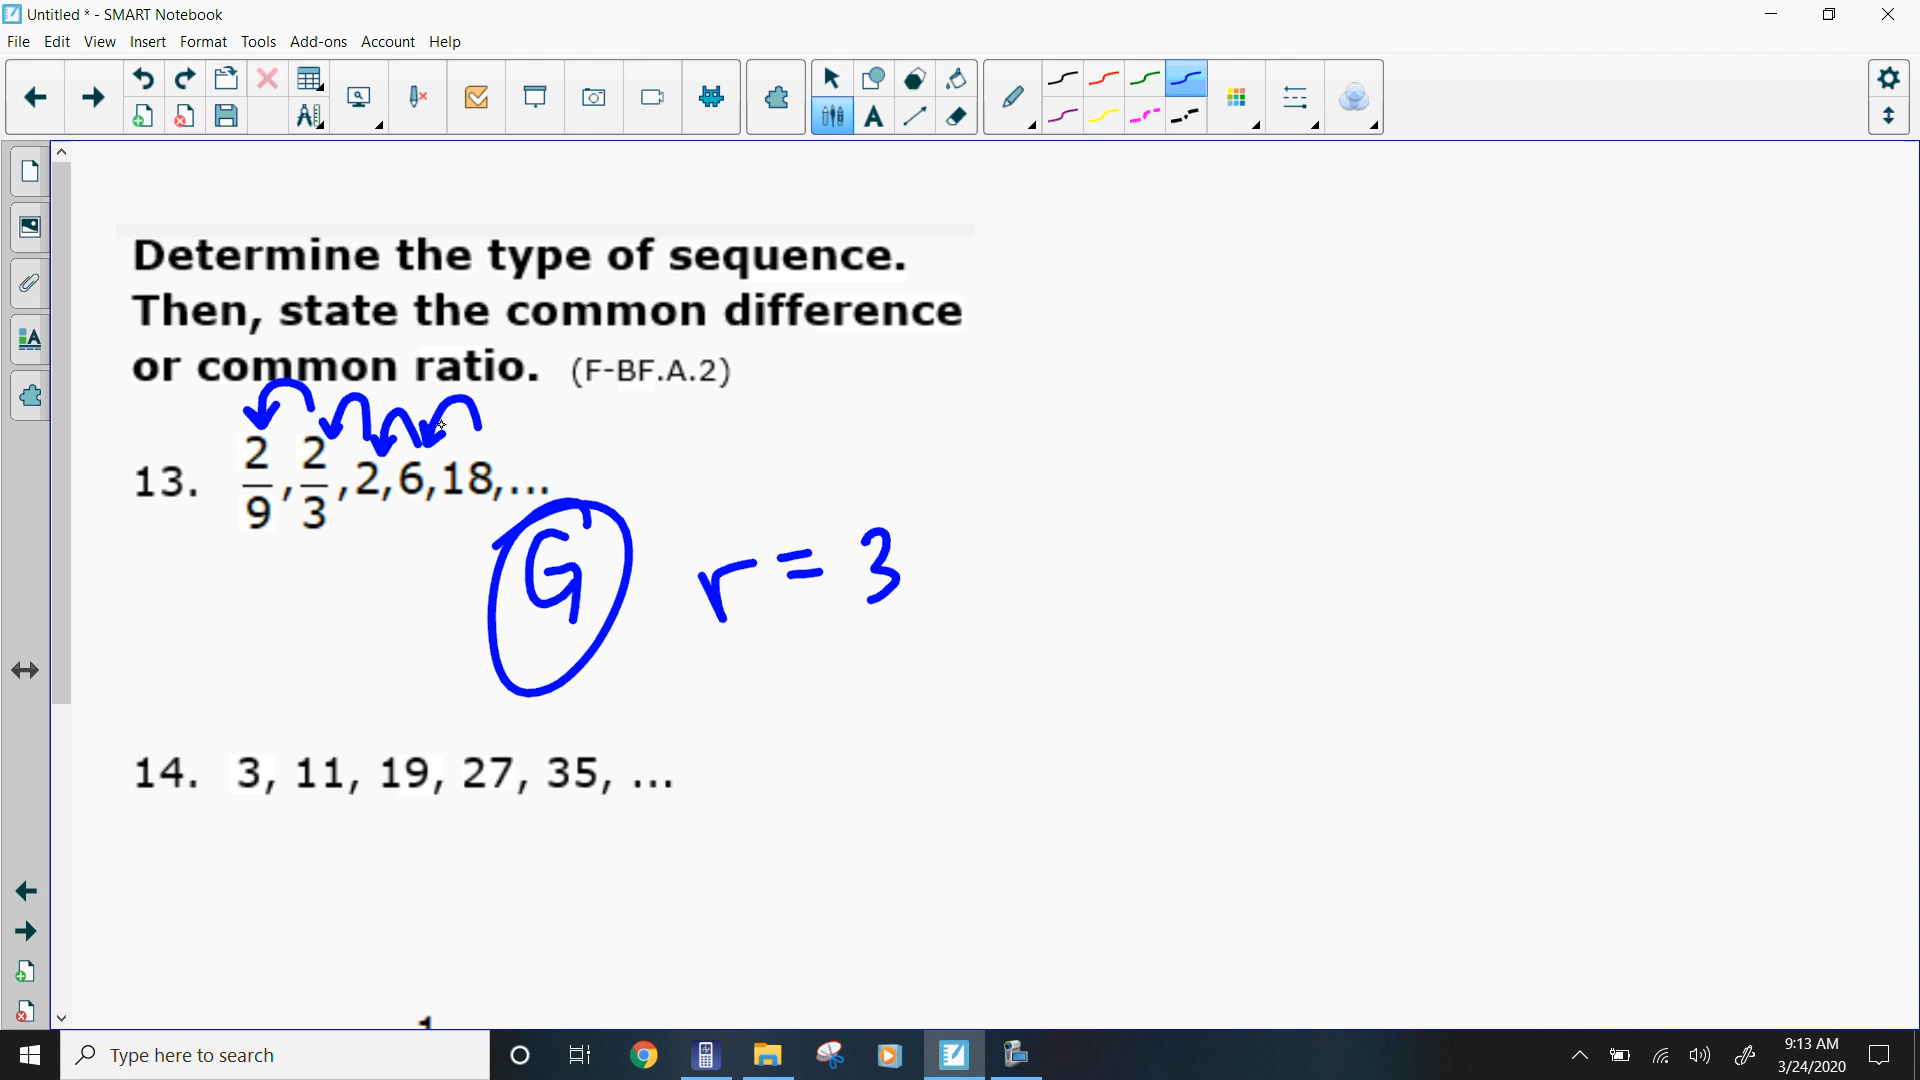 Untitled * - SMART Notebook
File Edit View Insert Format Tools Add-ons Account Help
Determine the type of sequence.
Then, state the common difference
or common ratio. (F-BF.A.2)
13. 2/9, 2/3, 2, 6, 18, ...
G r = 3
14. 3, 11, 19, 27, 35, ...
Type here to search
9:13 AM
3/24/2020